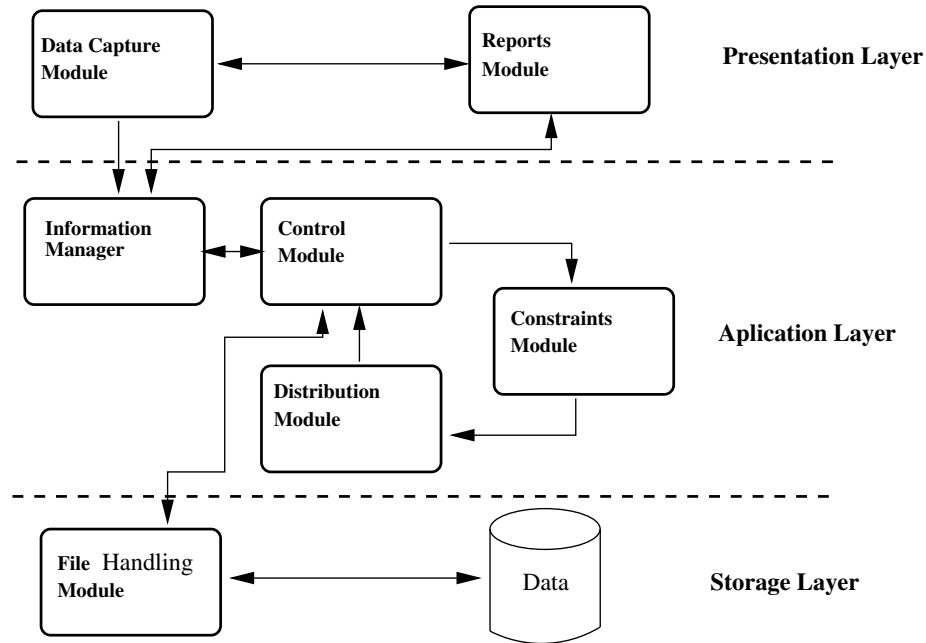 Data Capture
Module
Reports
Module
Presentation Layer
Information
Manager
Control
Module
Constraints
Module
Aplication Layer
Distribution
Module
File Handling
Module
Data
Storage Layer